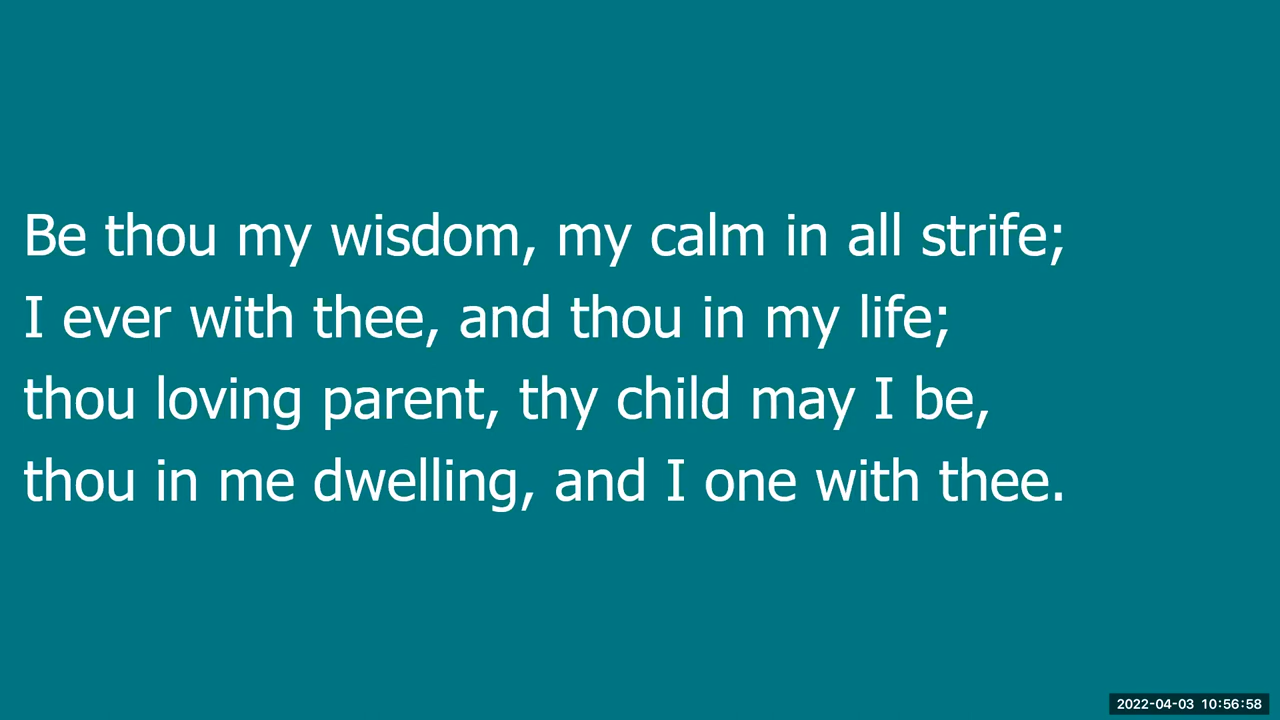 Be thou my wisdom, my calm in all strife;
I ever with thee, and thou in my life;
thou loving parent, thy child may I be,
thou in me dwelling, and I one with thee.
2022-04-03 10:56:58